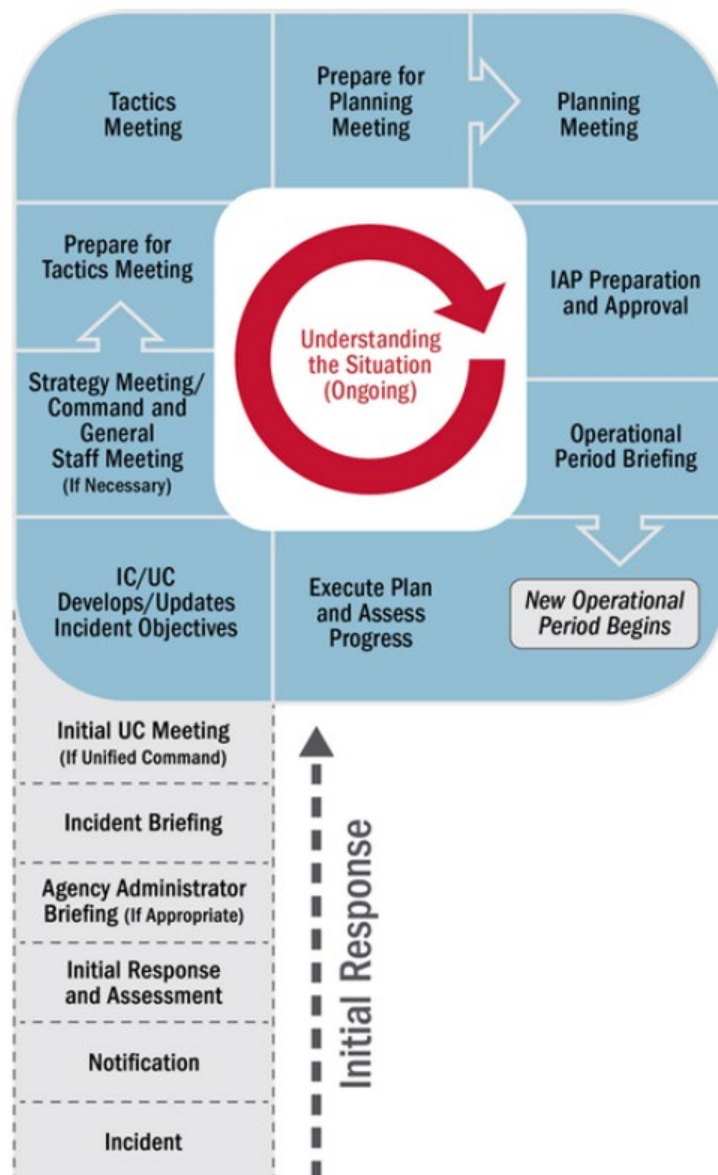 Tactics
Meeting
Prepare for
Planning
Meeting
Planning
Meeting
Prepare for
Tactics Meeting
IAP Preparation
and Approval
Understanding
the Situation
(Ongoing)
Strategy Meeting/
Command and
General
Staff Meeting
(If Necessary)
Operational
Period Briefing
IC/UC
Develops/Updates
Incident Objectives
Execute Plan
and Assess
Progress
New Operational
Period Begins
Initial UC Meeting
(If Unified Command)
Incident Briefing
Agency Administrator
Briefing (If Appropriate)
Initial Response
and Assessment
Notification
Incident
Initial Response